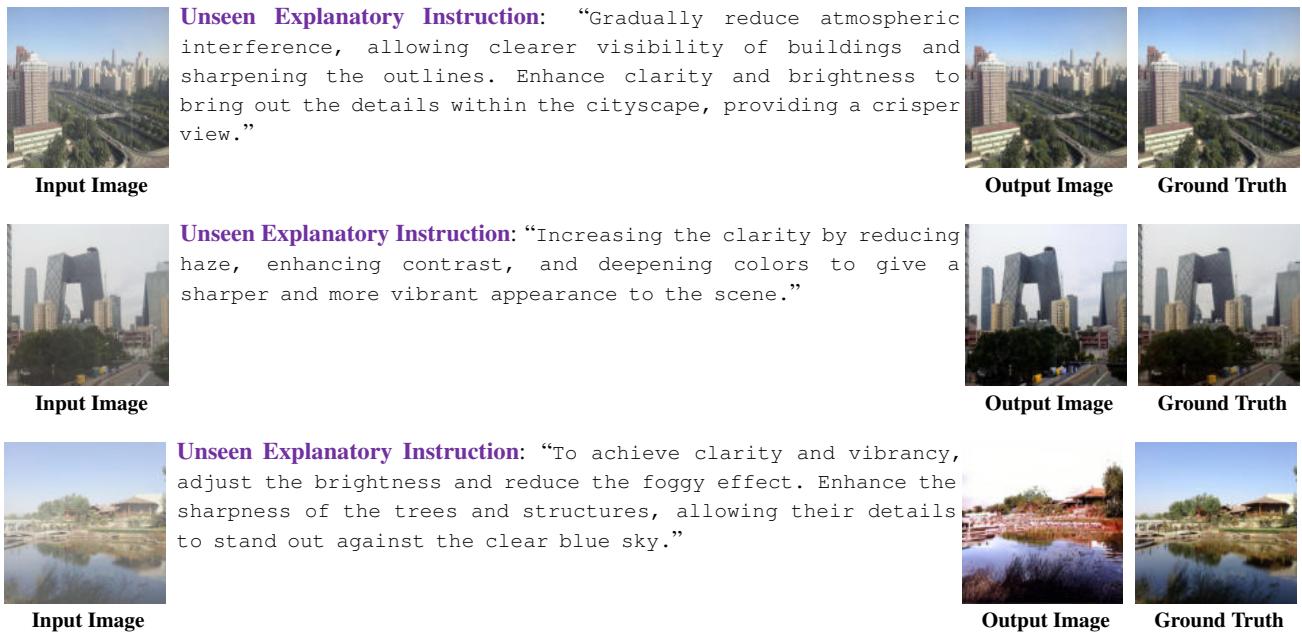 Unseen Explanatory Instruction: “Gradually reduce atmospheric
interference, allowing clearer visibility of buildings and
sharpening the outlines. Enhance clarity and brightness to
bring out the details within the cityscape, providing a crisper
view.”
Input Image
Output Image
Ground Truth
Unseen Explanatory Instruction: “Increasing the clarity by reducing
haze, enhancing contrast, and deepening colors to give a
sharper and more vibrant appearance to the scene.”
Input Image
Output Image
Ground Truth
Unseen Explanatory Instruction: “To achieve clarity and vibrancy,
adjust the brightness and reduce the foggy effect. Enhance the
sharpness of the trees and structures, allowing their details
to stand out against the clear blue sky.”
Input Image
Output Image
Ground Truth